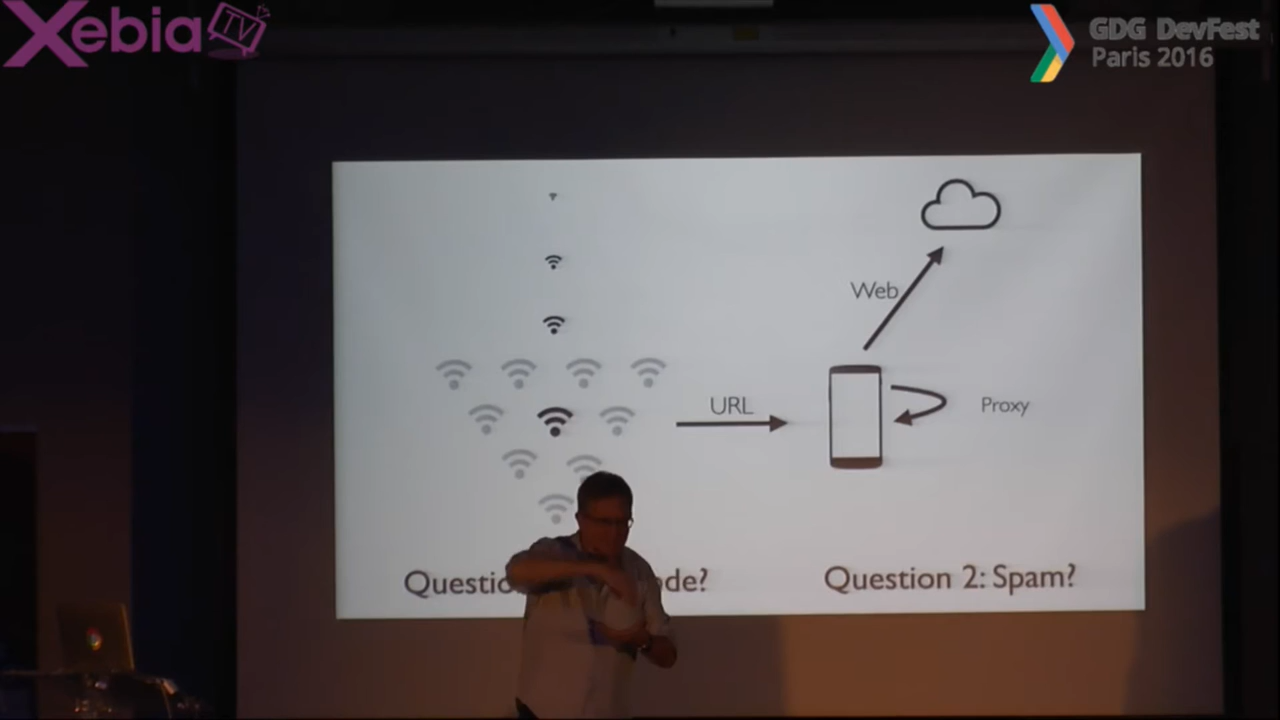 Xebia TV
GDG DevFest
Paris 2016
Web
URL
Proxy
Question 2: Spam?